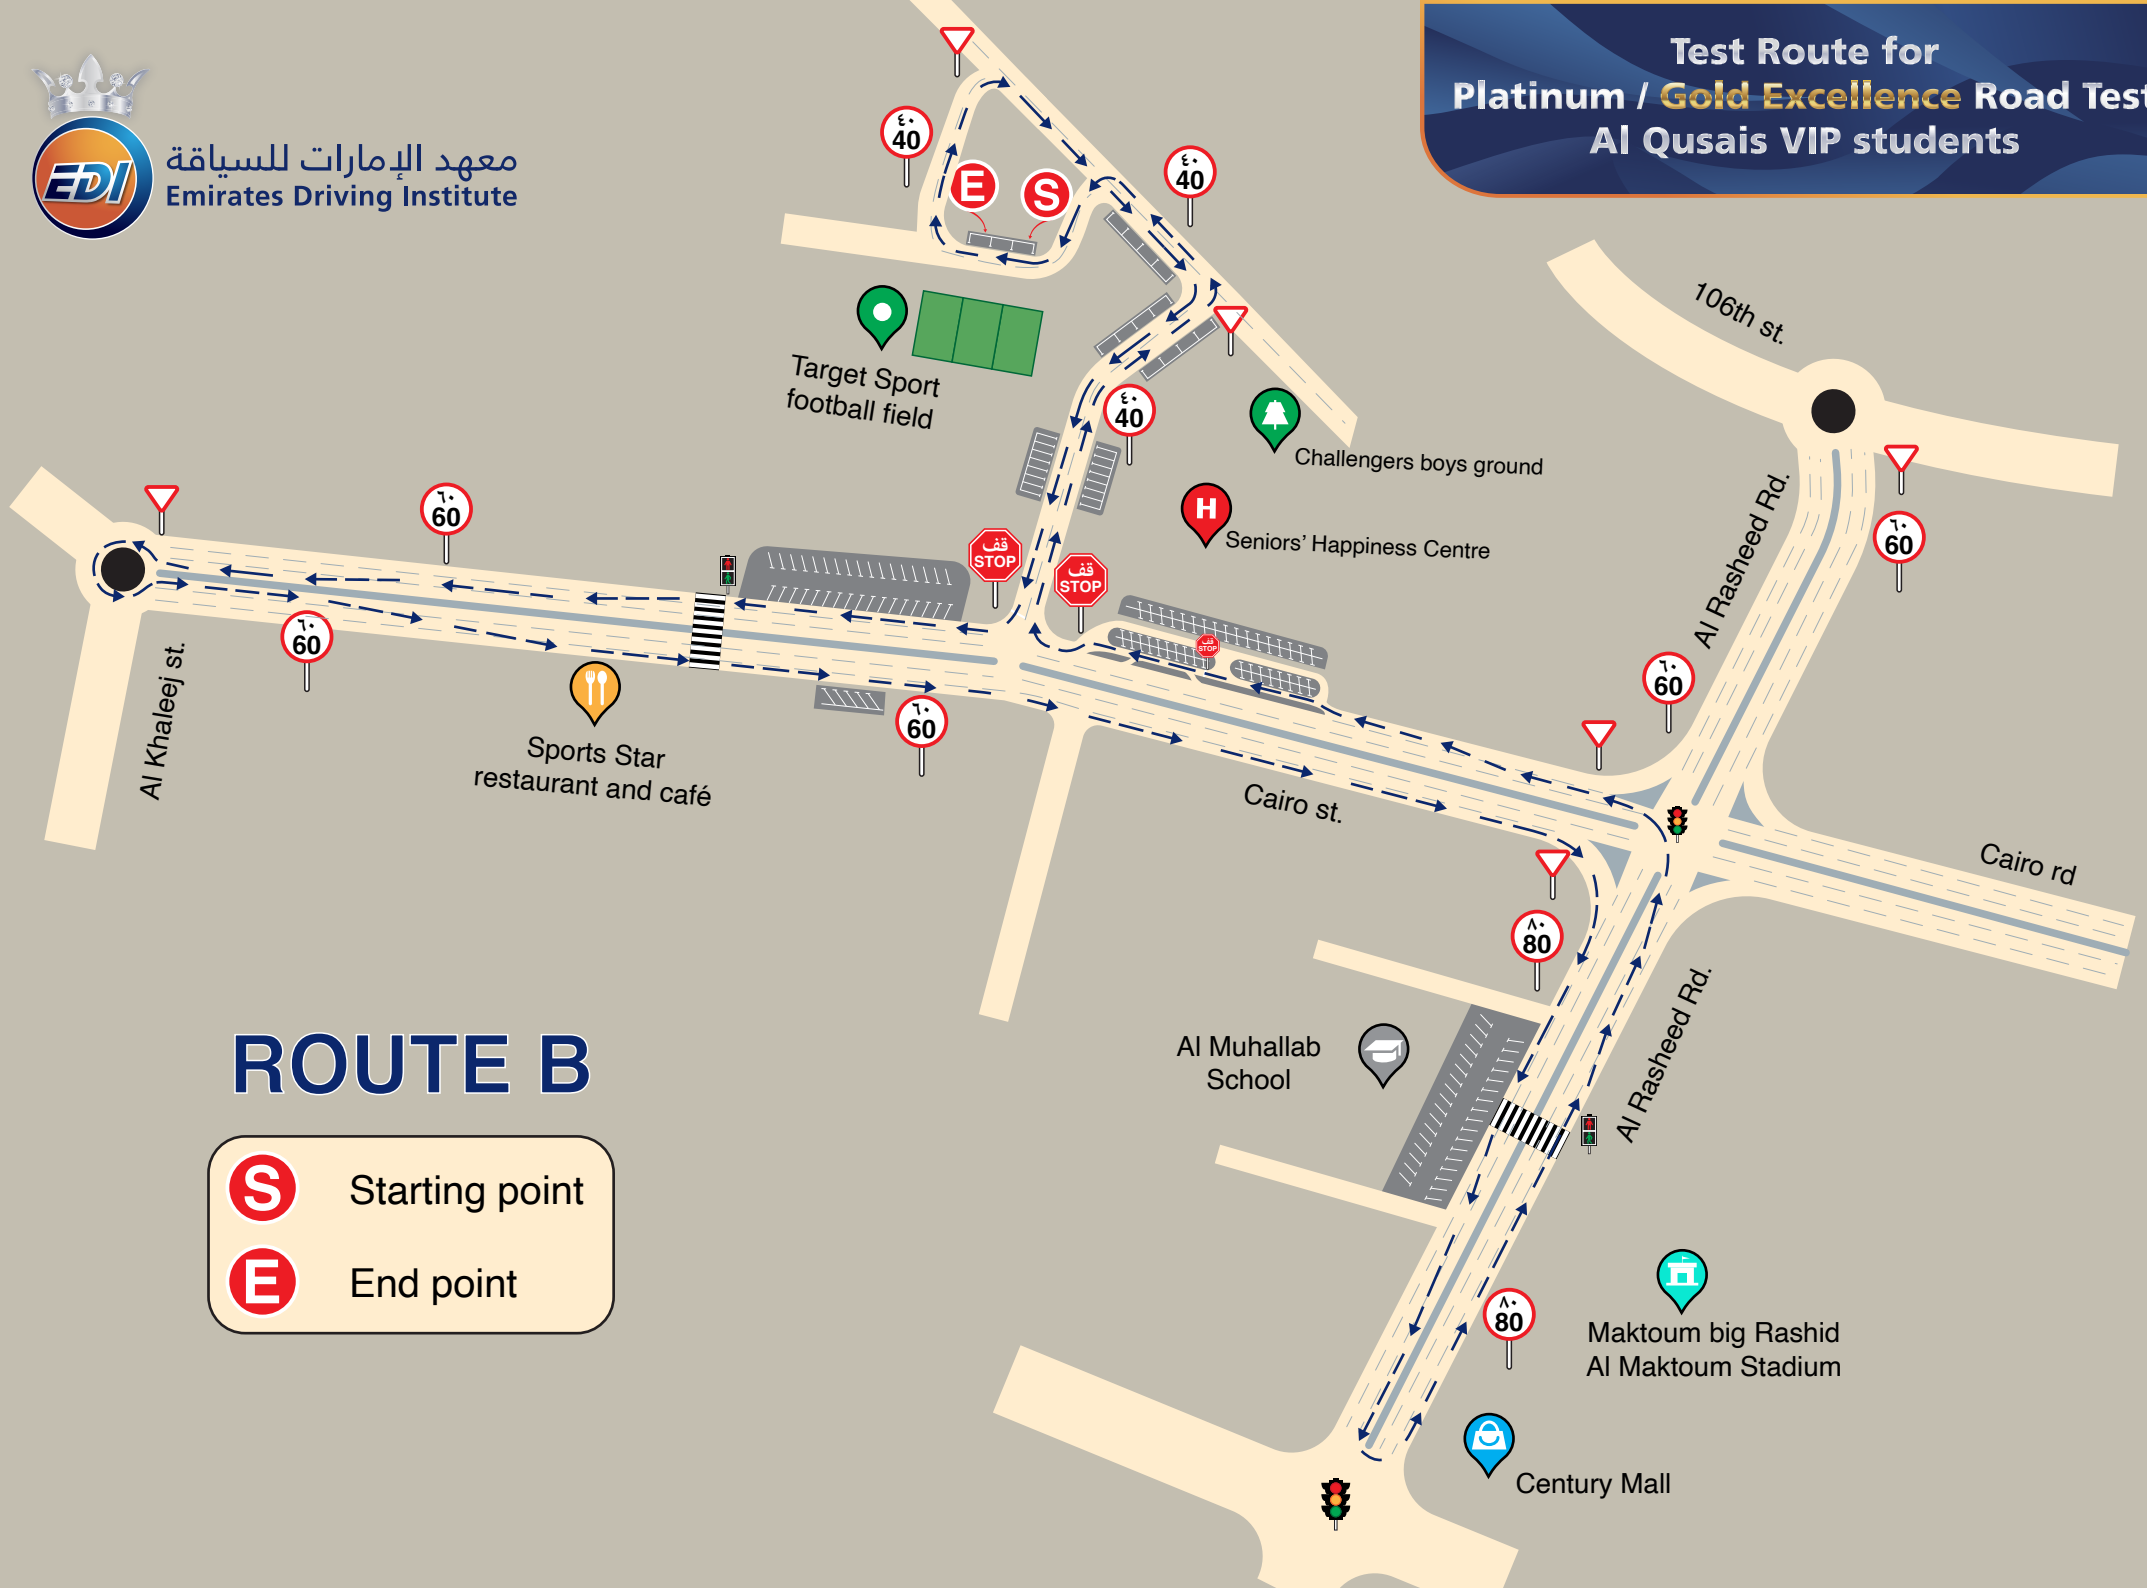 Test Route for
Platinum / Gold Excellence Road Test
Al Qusais VIP students
EDI
معهد الإمارات للسياقة
Emirates Driving Institute
٤٠
40
٤٠
40
E
S
106th st.
Target Sport
football field
٤٠
40
Challengers boys ground
٦٠
60
قف
STOP
Seniors' Happiness Centre
H
٦٠
60
Al Rasheed Rd.
قف
STOP
قف
STOP
٦٠
60
٦٠
60
Al Khaleej st.
٦٠
60
Sports Star
restaurant and café
Cairo st.
Cairo rd
٨٠
80
Al Rasheed Rd.
Al Muhallab
School
ROUTE B
S
Starting point
E
End point
٨٠
80
Maktoum big Rashid
Al Maktoum Stadium
Century Mall